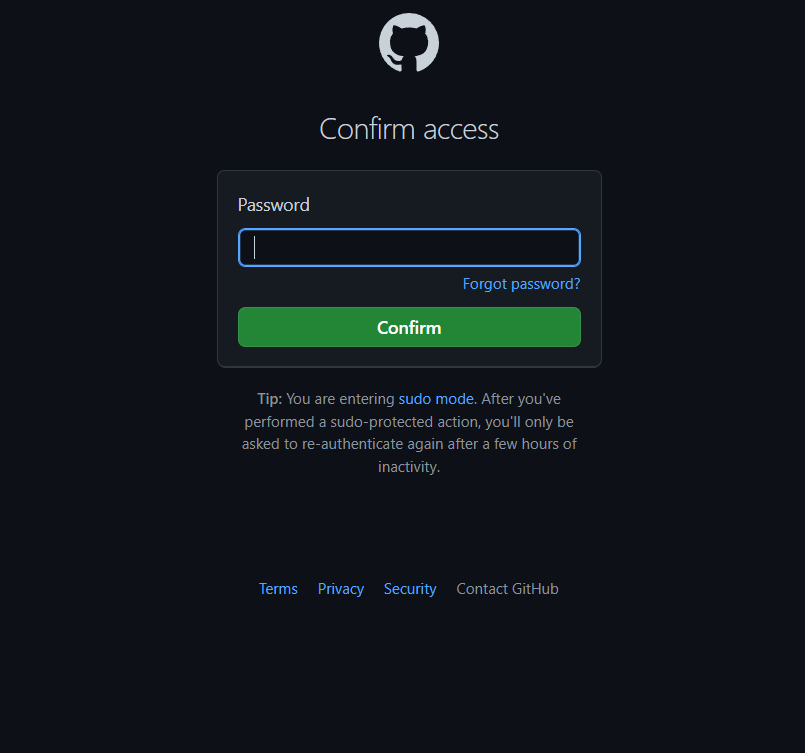 Confirm access
Password
Forgot password?
Confirm
Tip: You are entering sudo mode. After you've
performed a sudo-protected action, you'll only be
asked to re-authenticate again after a few hours of
inactivity.
Terms Privacy Security Contact GitHub